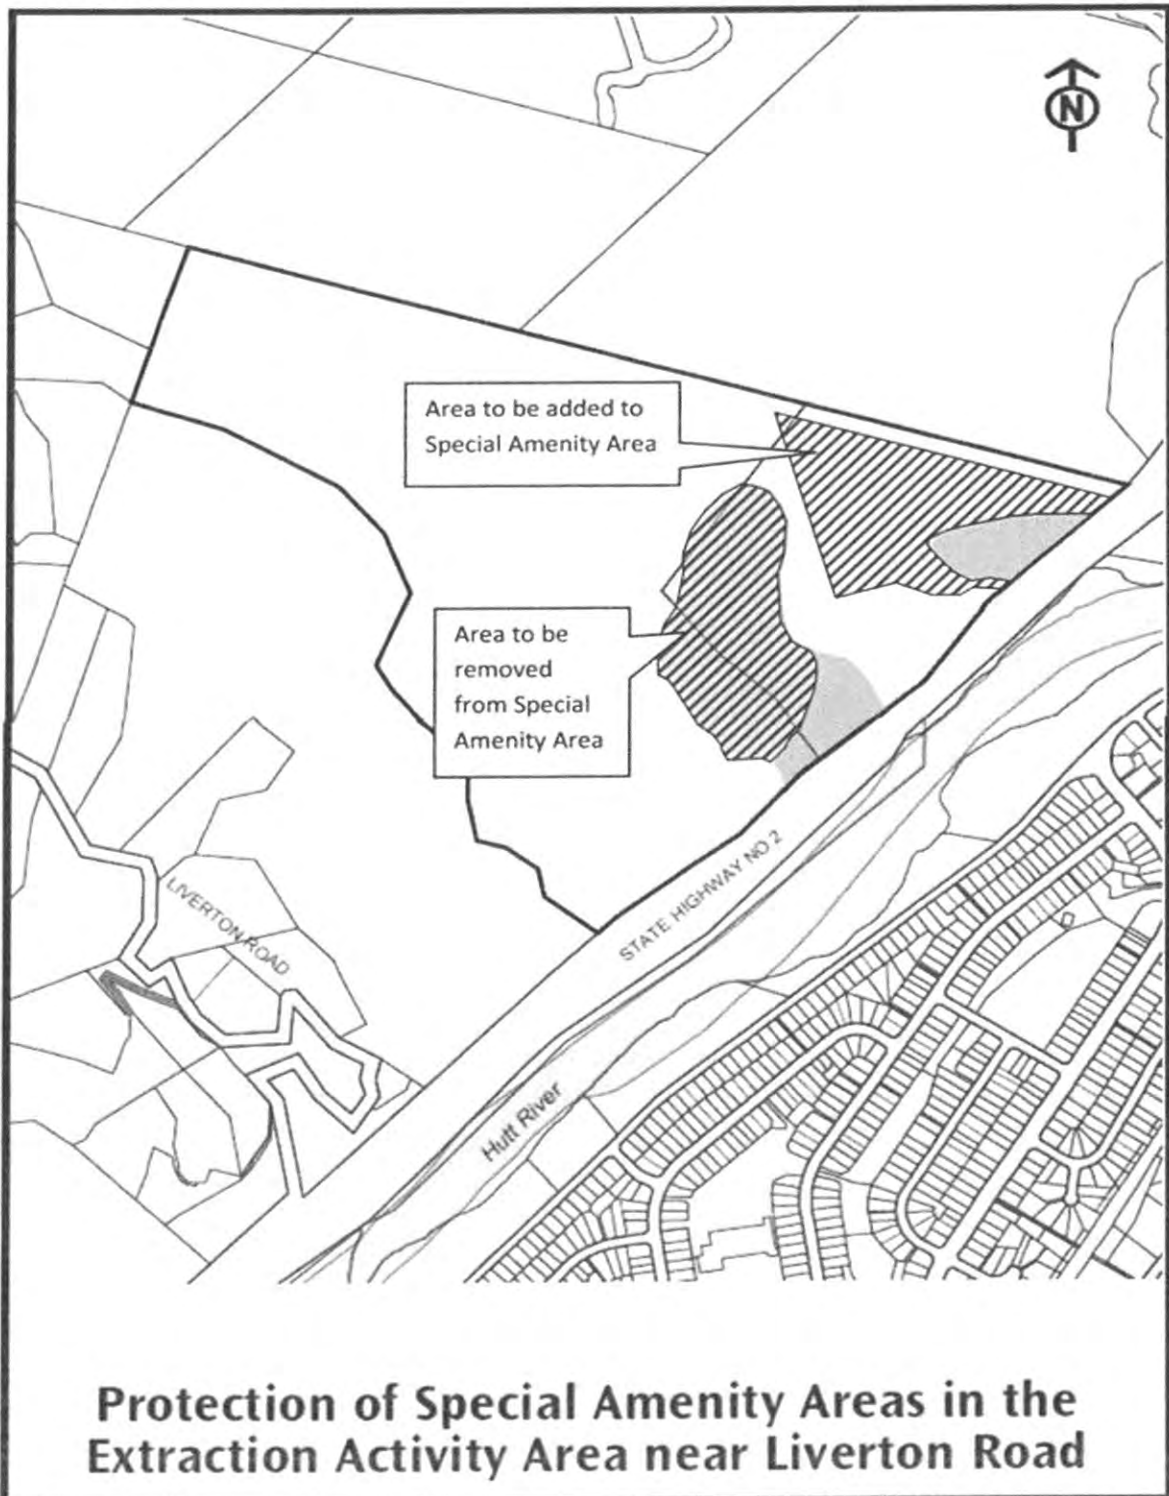 N
Area to be added to
Special Amenity Area
Area to be
removed
from Special
Amenity Area
STATE HIGHWAY NO 2
LIVERTON ROAD
Hutt River
Protection of Special Amenity Areas in the
Extraction Activity Area near Liverton Road